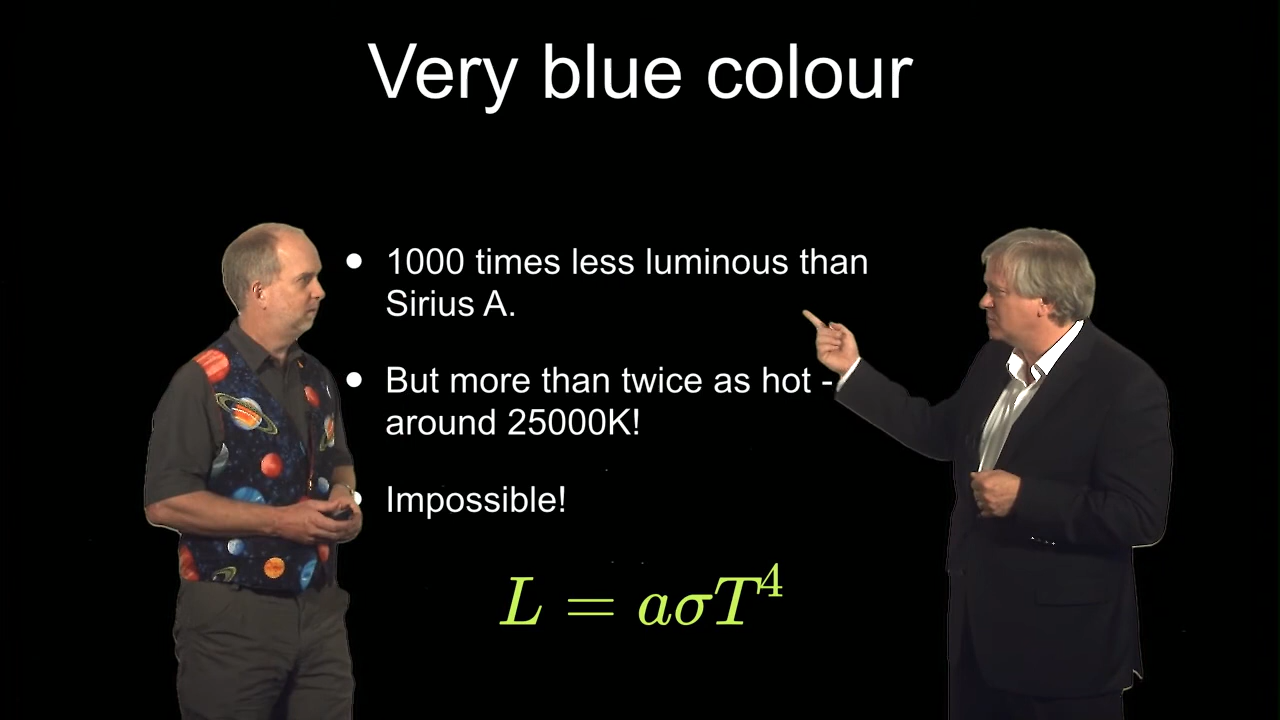 Very blue colour
1000 times less luminous than
Sirius A.
But more than twice as hot -
around 25000K!
Impossible!
L = aσT⁴